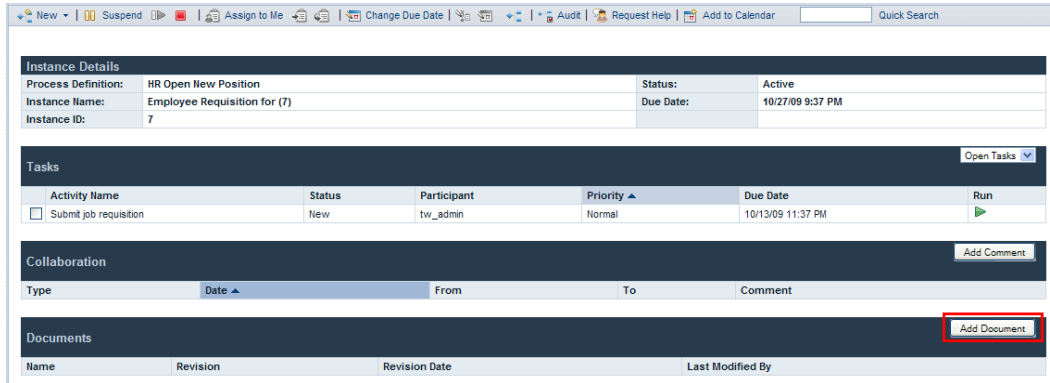 New Suspend Assign to Me Change Due Date Audit Request Help Add to Calendar Quick Search
Instance Details
Process Definition: HR Open New Position Status: Active
Instance Name: Employee Requisition for (7) Due Date: 10/27/09 9:37 PM
Instance ID: 7
Open Tasks
Tasks
Activity Name Status Participant Priority Due Date Run
Submit job requisition New tw_admin Normal 10/13/09 11:37 PM
Add Comment
Collaboration
Type Date From To Comment
Add Document
Documents
Name Revision Revision Date Last Modified By